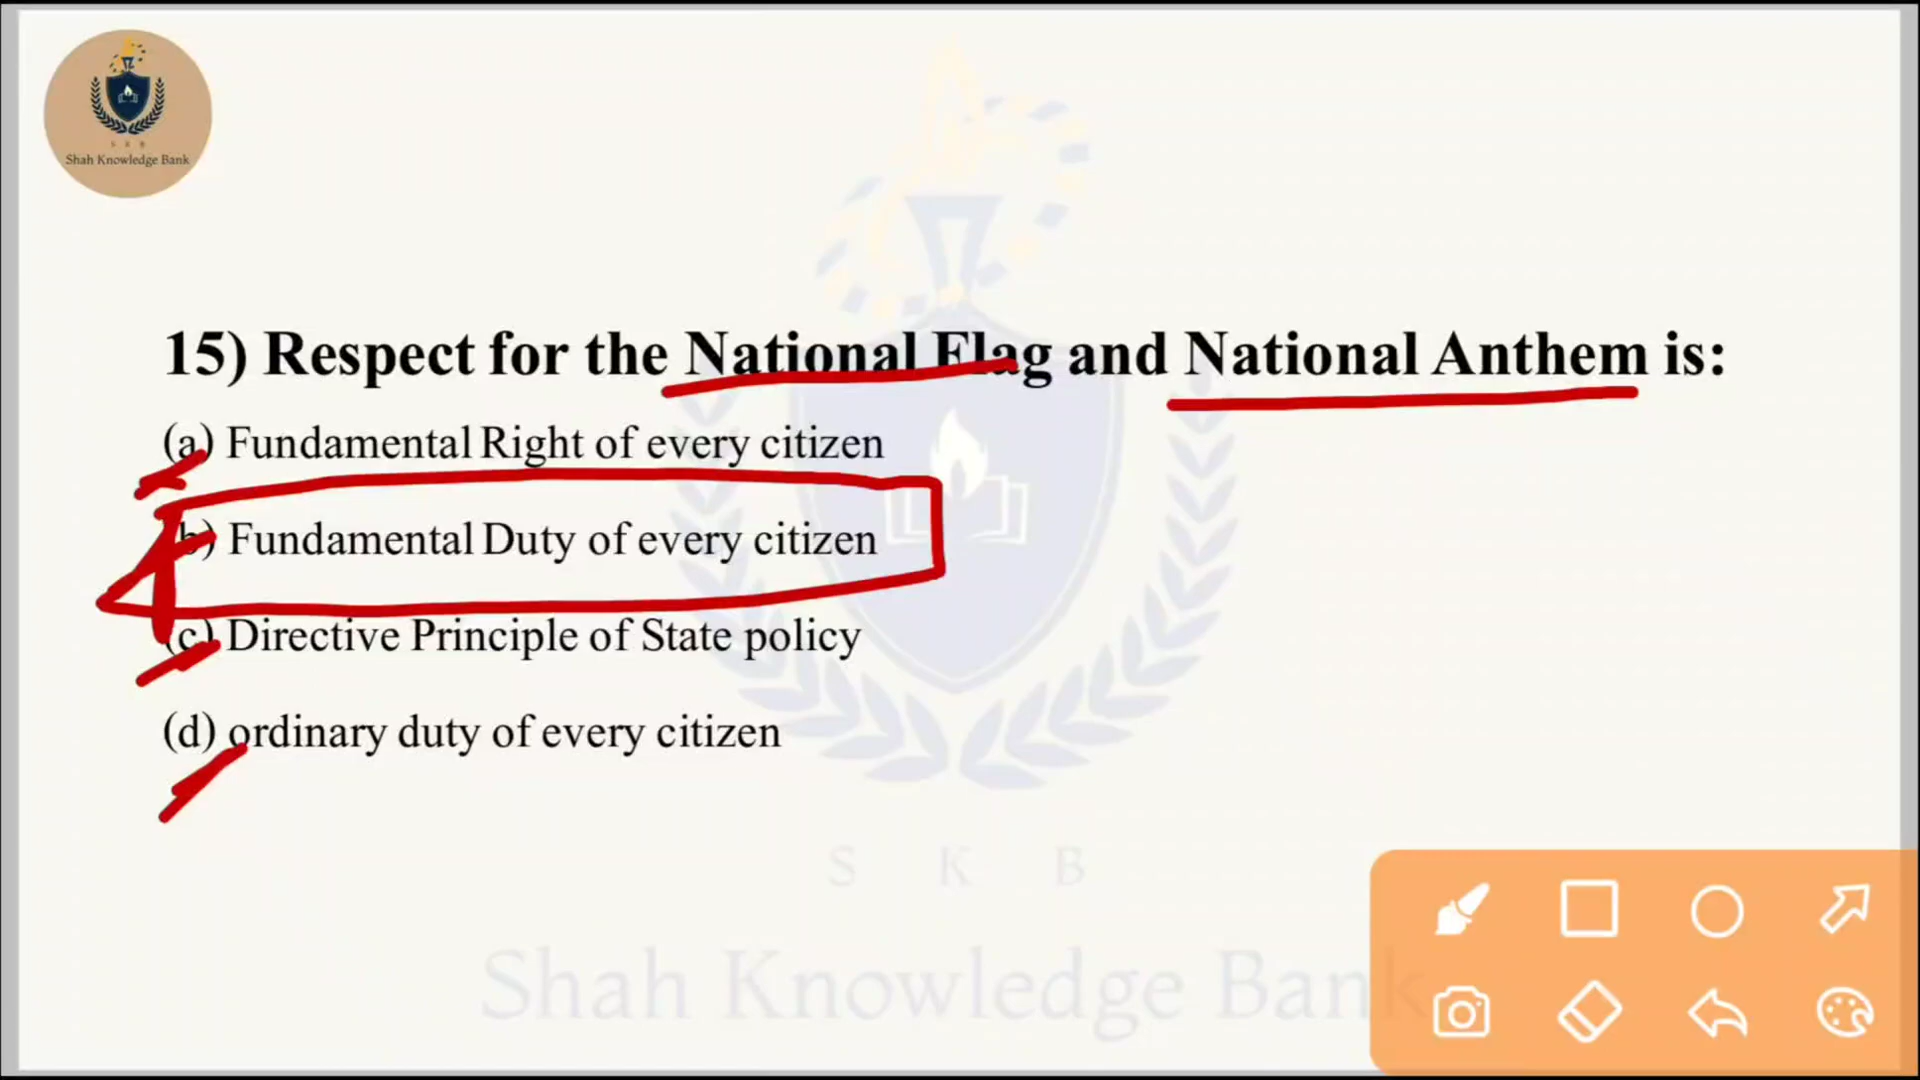 S K B
Shah Knowledge Bank
15) Respect for the National Flag and National Anthem is:
(a) Fundamental Right of every citizen
(b) Fundamental Duty of every citizen
(c) Directive Principle of State policy
(d) ordinary duty of every citizen
S K B
Shah Knowledge Bank